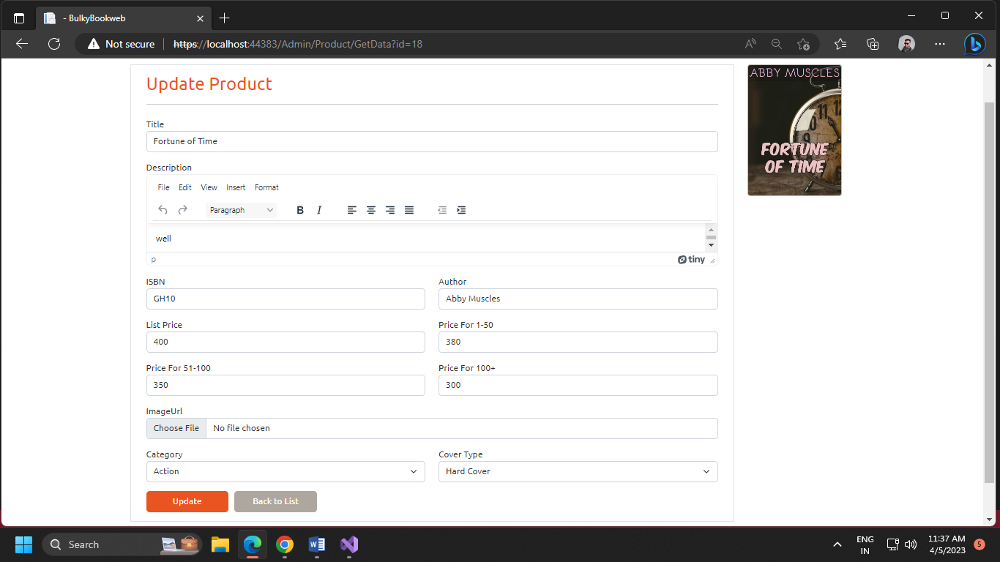 - BulkyBookweb
Not secure https://localhost:44383/Admin/Product/GetData?id=18
Update Product
Title
Fortune of Time
Description
File Edit View Insert Format
Paragraph B I
well
p tiny
ISBN Author
GH10 Abby Muscles
List Price Price For 1-50
400 380
Price For 51-100 Price For 100+
350 300
ImageUrl
Choose File No file chosen
Category Cover Type
Action Hard Cover
Update Back to List
ABBY MUSCLES
11 12
10
9
FORTUNE
OF TIME
Search
ENG
IN
11:37 AM
4/5/2023
5